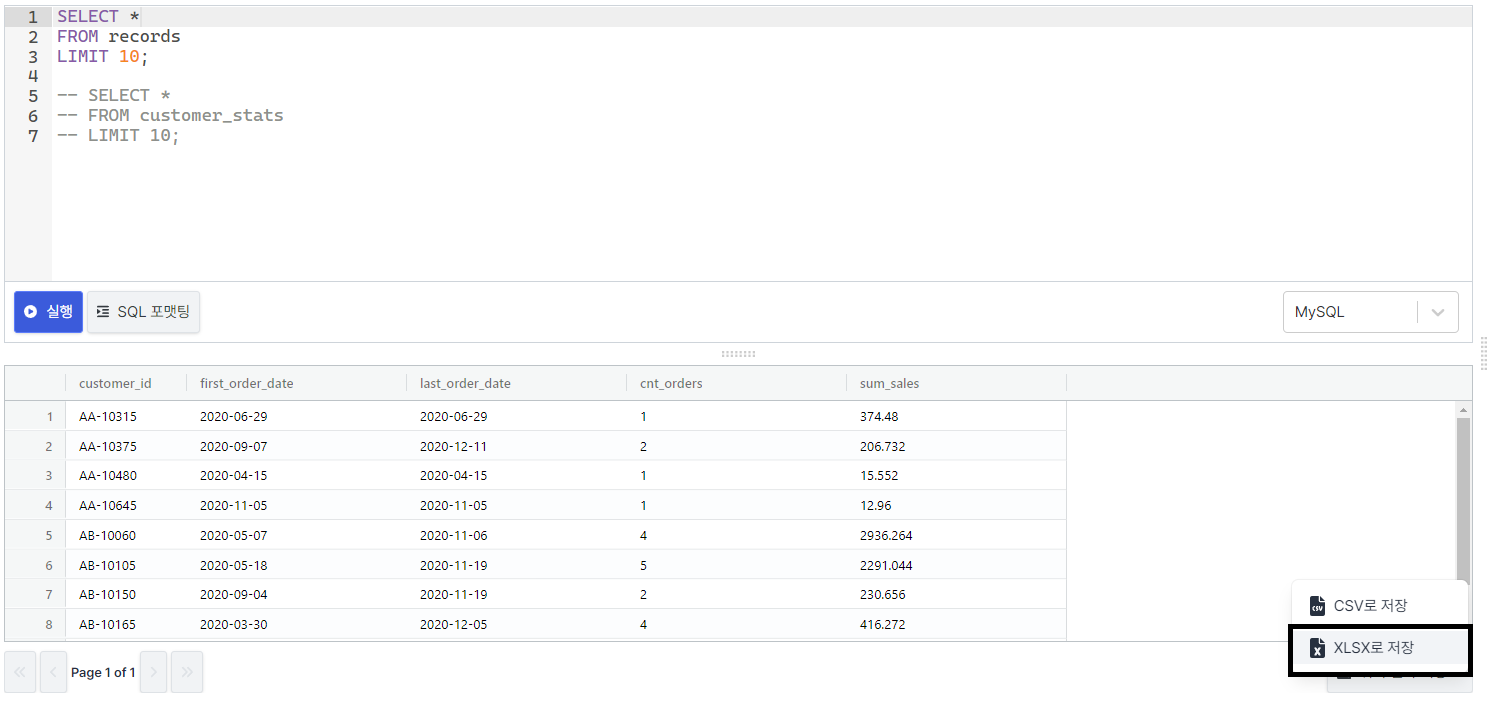 1 SELECT *
2 FROM records
3 LIMIT 10;
4
5 -- SELECT *
6 -- FROM customer_stats
7 -- LIMIT 10;
실행 SQL 포맷팅 MySQL
customer_id first_order_date last_order_date cnt_orders sum_sales
1 AA-10315 2020-06-29 2020-06-29 1 374.48
2 AA-10375 2020-09-07 2020-12-11 2 206.732
3 AA-10480 2020-04-15 2020-04-15 1 15.552
4 AA-10645 2020-11-05 2020-11-05 1 12.96
5 AB-10060 2020-05-07 2020-11-06 4 2936.264
6 AB-10105 2020-05-18 2020-11-19 5 2291.044
7 AB-10150 2020-09-04 2020-11-19 2 230.656
8 AB-10165 2020-03-30 2020-12-05 4 416.272
CSV로 저장
XLSX로 저장
Page 1 of 1